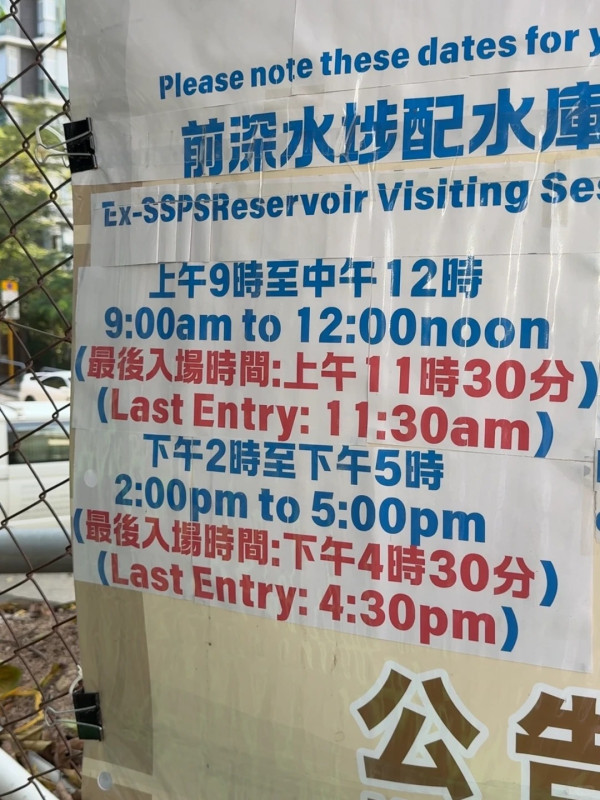 Please note these dates for y
前深水埗配水庫
Ex-SSPSReservoir Visiting Ses
上午9時至中午12時
9:00am to 12:00noon
(最後入場時間:上午11時30分)
(Last Entry: 11:30am)
下午2時至下午5時
2:00pm to 5:00pm
(最後入場時間:下午4時30分)
(Last Entry: 4:30pm)
公告